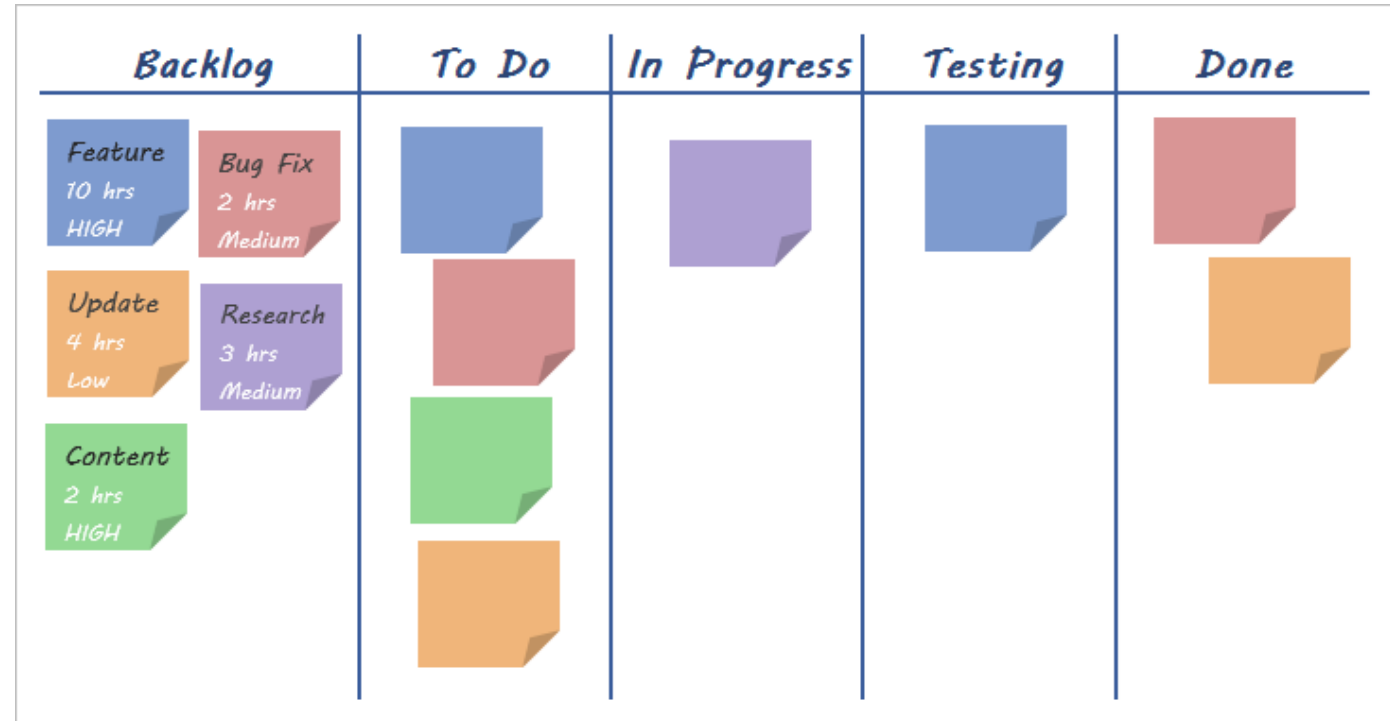 Backlog
To Do
In Progress
Testing
Done
Feature
10 hrs
HIGH
Bug Fix
2 hrs
Medium
Update
4 hrs
Low
Research
3 hrs
Medium
Content
2 hrs
HIGH